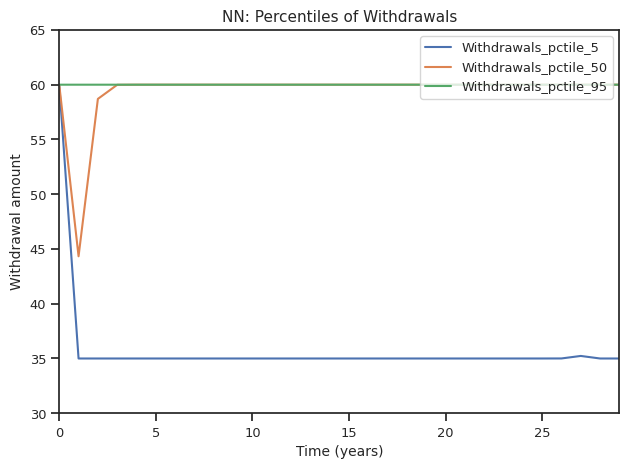 NN: Percentiles of Withdrawals
65
60
55
50
45
40
35
30
Withdrawal amount
Withdrawals_pctile_5
Withdrawals_pctile_50
Withdrawals_pctile_95
0
5
10
15
20
25
Time (years)